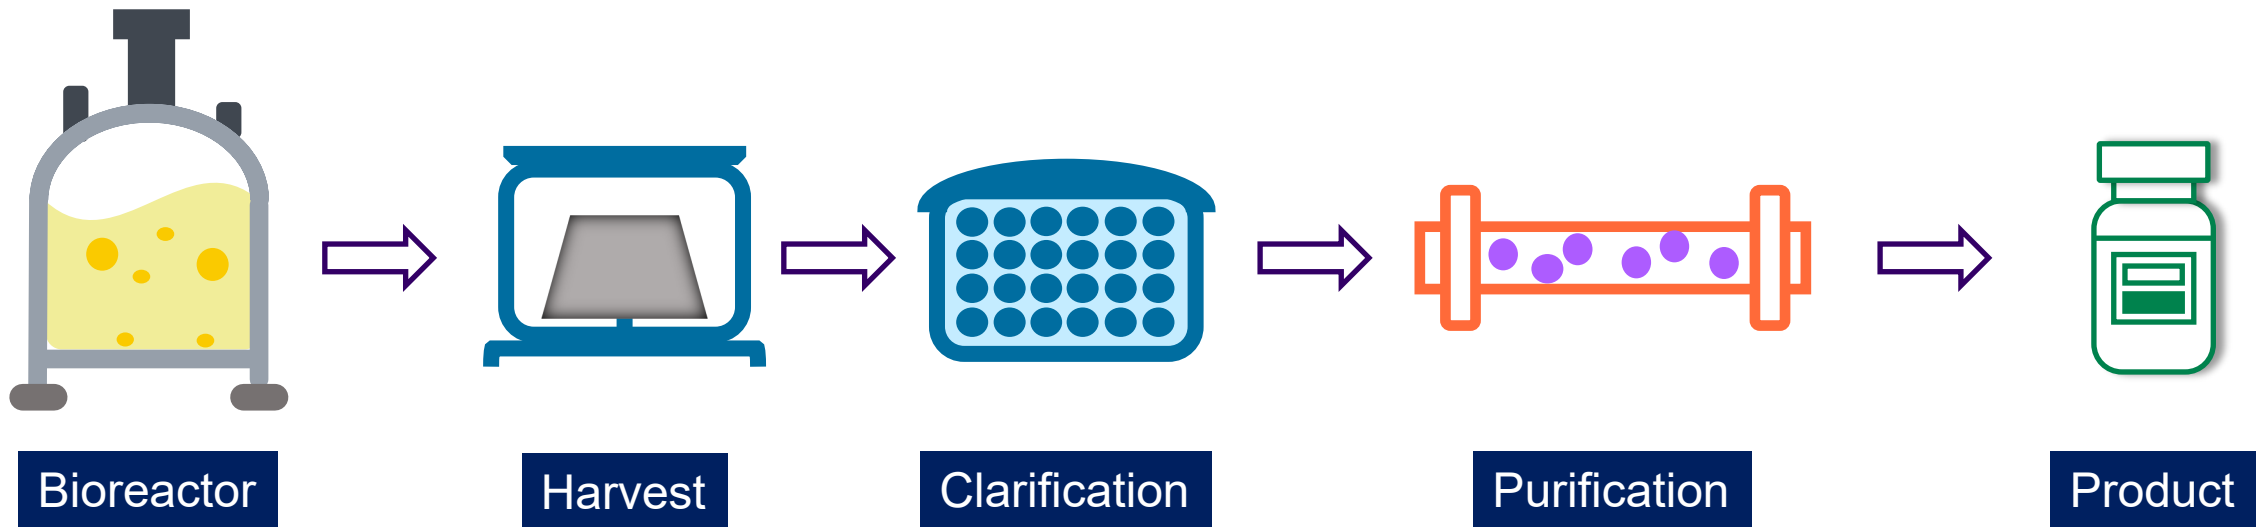 Bioreactor
Harvest
Clarification
Purification
Product